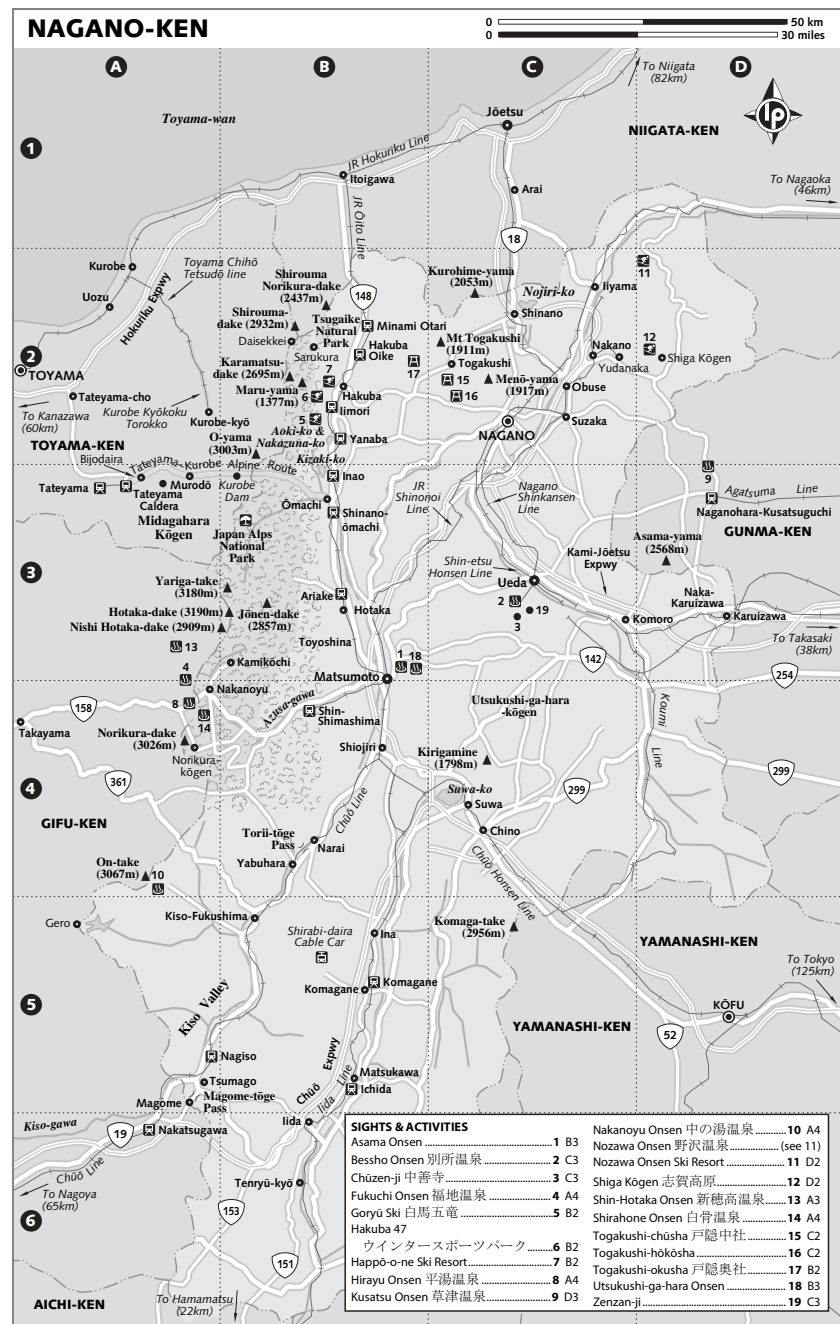 NAGANO-KEN
0 50 km
0 30 miles
A
B
C
D
1
2
3
4
5
6
To Niigata
(82km)
lp
Toyama-wan
Jōetsu
NIIGATA-KEN
JR Hokuriku Line
Itoigawa
JR Ōito Line
Arai
To Nagaoka
(46km)
18
Kurobe
Toyama Chihō
Tetsudō line
Uozu
Hokuriku Expwy
Shirouma
Norikura-dake
(2437m)
148
Kurohime-yama
(2053m)
Nojiri-ko
Iiyama
11
Shirouma-
dake (2932m)
Tsugaike
Natural
Park
Minami Otari
Shinano
Daisekkei
Sarukura
Hakuba
Oike
Mt Togakushi
(1911m)
Togakushi
17
Nakano
Yudanaka
12
Shiga Kōgen
TOYAMA
Karamatsu-
dake (2695m)
7
Maru-yama
(1377m)
6
Hakuba
Iimori
15
16
Menō-yama
(1917m)
Obuse
Tateyama-cho
To Kanazawa
(60km)
Kurobe Kyōkoku
Torokko
Kurobe-kyō
5
Aoki-ko &
Nakazuna-ko
NAGANO
Suzaka
TOYAMA-KEN
O-yama
(3003m)
Yanaba
Kizaki-ko
Bijodaira
Tateyama-Kurobe Alpine Route
Inao
JR
Shinonoi
Line
Nagano
Shinkansen
Line
9
Tateyama
Tateyama
Caldera
Murodō
Kurobe
Dam
Ōmachi
Shinano-
ōmachi
Agatsuma Line
Naganohara-Kusatsuguchi
Midagahara
Kōgen
Japan Alps
National
Park
GUNMA-KEN
Asama-yama
(2568m)
Shin-etsu
Honsen Line
Kami-Jōetsu
Expwy
Yariga-take
(3180m)
Ariake
Ueda
Naka-
Karuizawa
Hotaka-dake (3190m)
Jōnen-dake
(2857m)
Hotaka
2
19
3
Komoro
Karuizawa
Nishi Hotaka-dake (2909m)
Toyoshina
To Takasaki
(38km)
13
Kamikōchi
1
18
142
Matsumoto
4
254
Nakanoyu
Azusa-gawa
Utsukushi-ga-hara
-kōgen
Koumi
Line
158
8
14
Shin-
Shimashima
Takayama
Norikura-dake
(3026m)
Norikura-
kōgen
Shiojiri
Kirigamine
(1798m)
361
299
299
Suwa-ko
Suwa
GIFU-KEN
Chūō Line
Chino
Torii-tōge
Pass
Narai
Yabuhara
Chūō Honsen Line
On-take
(3067m)
10
Gero
Kiso-Fukushima
Komaga-take
(2956m)
Shirabi-daira
Cable Car
Ina
YAMANASHI-KEN
To Tokyo
(125km)
Komagane
Komagane
KŌFU
Kiso Valley
YAMANASHI-KEN
52
Chūō Expwy
Iida Line
Nagiso
Tsumago
Matsukawa
Ichida
Magome
Magome-tōge
Pass
Kiso-gawa
Iida
19
Nakatsugawa
Chūō Line
To Nagoya
(65km)
Tenryū-kyō
153
151
To Hamamatsu
(22km)
AICHI-KEN
SIGHTS & ACTIVITIES
Asama Onsen 1 B3
Bessho Onsen 別所温泉 2 C3
Chūzen-ji 中善寺 3 C3
Fukuchi Onsen 福地温泉 4 A4
Goryū Ski 白馬五竜 5 B2
Hakuba 47
ウインタースポーツパーク 6 B2
Happō-o-ne Ski Resort 7 B2
Hirayu Onsen 平湯温泉 8 A4
Kusatsu Onsen 草津温泉 9 D3
Nakanoyu Onsen 中の湯温泉 10 A4
Nozawa Onsen 野沢温泉 (see 11)
Nozawa Onsen Ski Resort 11 D2
Shiga Kōgen 志賀高原 12 D2
Shin-Hotaka Onsen 新穂高温泉 13 A3
Shirahone Onsen 白骨温泉 14 A4
Togakushi-chūsha 戸隠中社 15 C2
Togakushi-hōkōsha 16 C2
Togakushi-okusha 戸隠奥社 17 B2
Utsukushi-ga-hara Onsen 18 B3
Zenzan-ji 19 C3